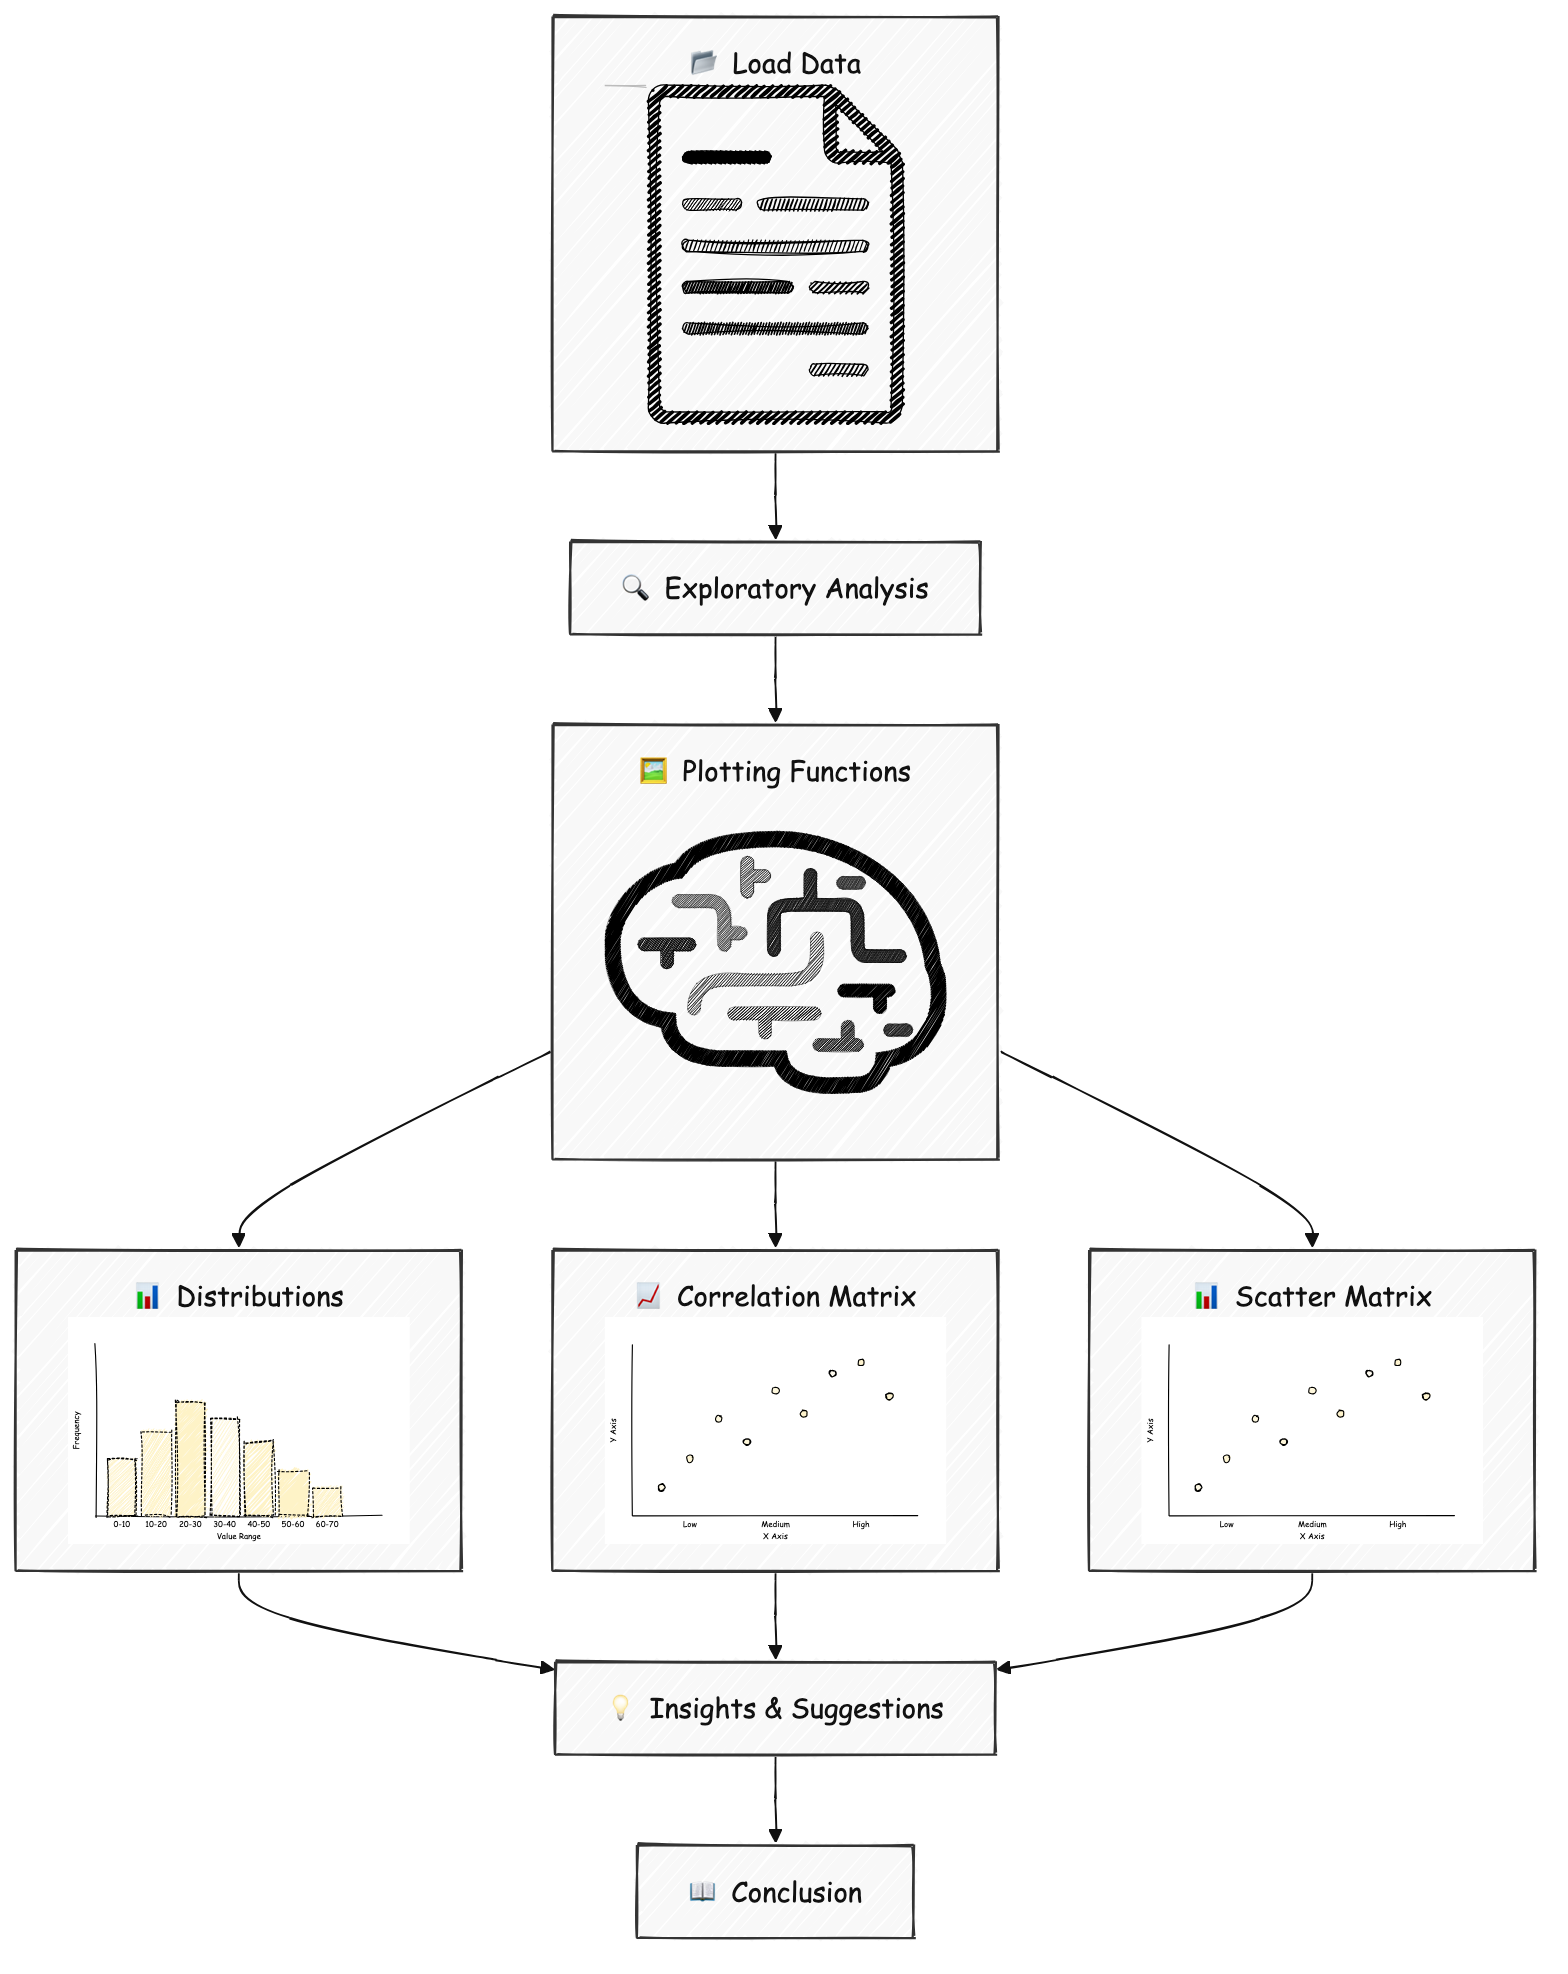 Load Data
Exploratory Analysis
Plotting Functions
Distributions
Frequency
0-10 10-20 20-30 30-40 40-50 50-60 60-70
Value Range
Correlation Matrix
Y Axis
Low Medium High
X Axis
Scatter Matrix
Y Axis
Low Medium High
X Axis
Insights & Suggestions
Conclusion